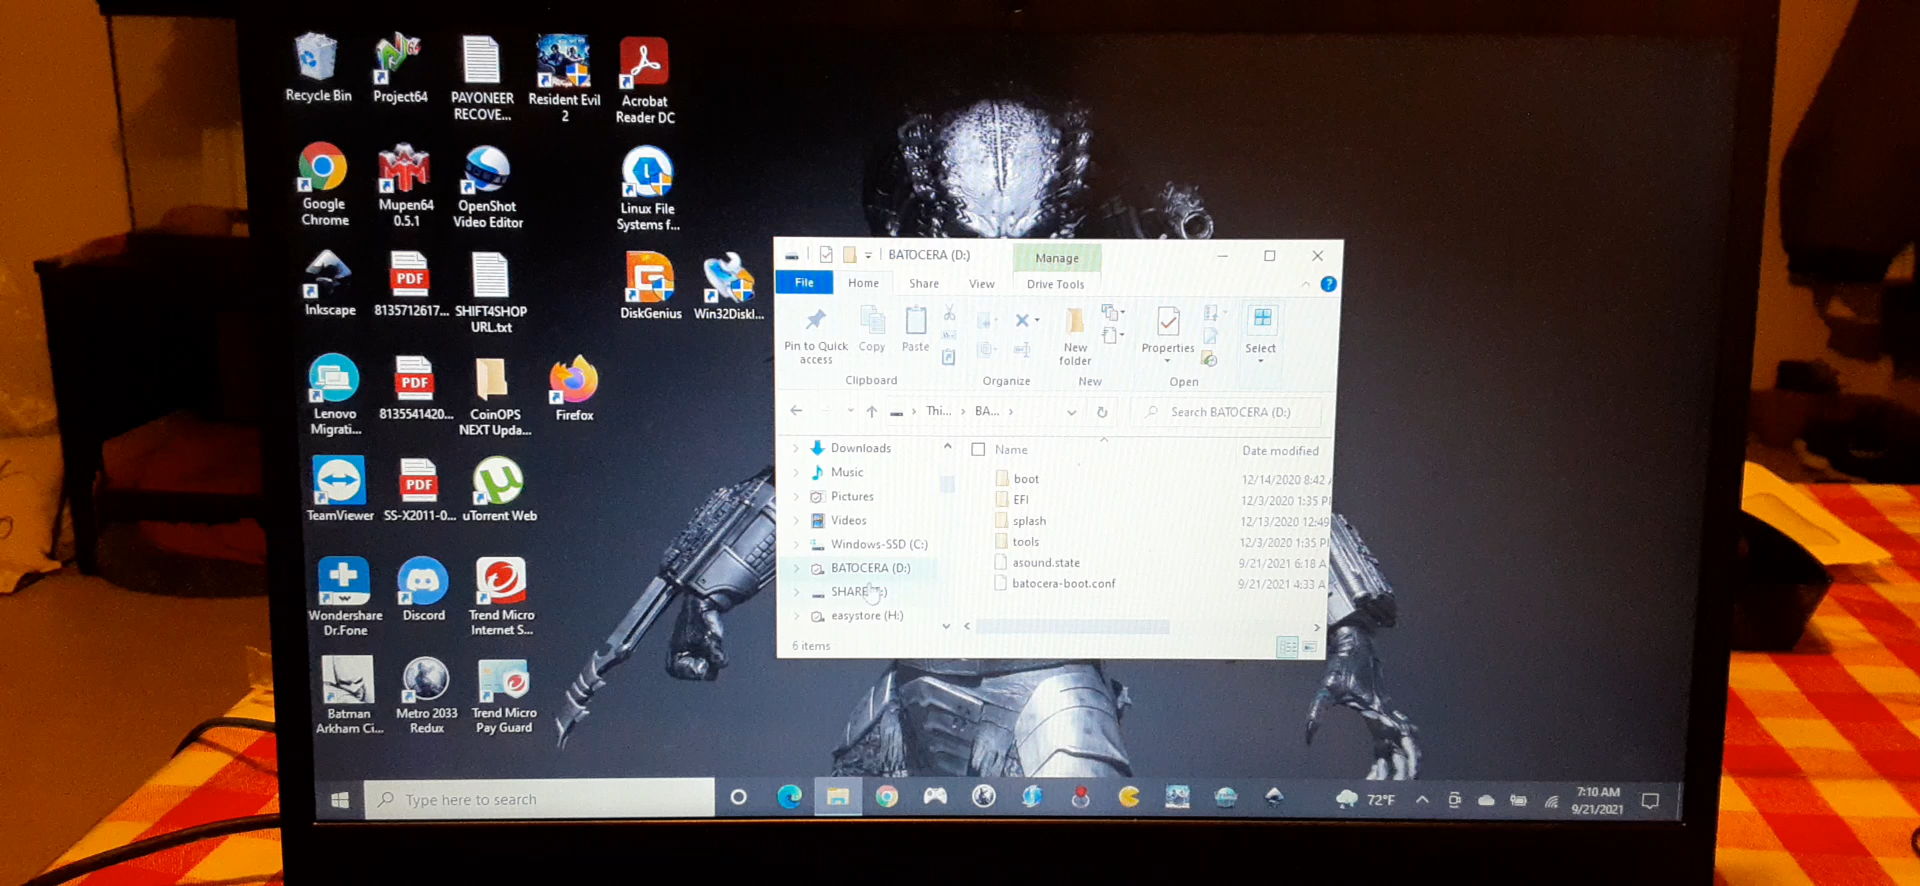 Recycle Bin
Project64
PAYONEER
RECOVE...
Resident Evil
2
Acrobat
Reader DC
Google
Chrome
Mupen64
0.5.1
OpenShot
Video Editor
Linux File
Systems f...
Inkscape
PDF
8135712617...
SHIFT4SHOP
URL.txt
DiskGenius
Win32DiskI...
Lenovo
Migrati...
PDF
8135541420...
CoinOPS
NEXT Upda...
Firefox
TeamViewer
PDF
SS-X2011-0...
uTorrent Web
Wondershare
Dr.Fone
Discord
Trend Micro
Internet S...
Batman
Arkham Ci...
Metro 2033
Redux
Trend Micro
Pay Guard
BATOCERA (D:)
Manage
File
Home
Share
View
Drive Tools
Pin to Quick
access
Copy
Paste
New
folder
Properties
Select
Clipboard
Organize
New
Open
Thi...
BA...
Search BATOCERA (D:)
Downloads
Music
Pictures
Videos
Windows-SSD (C:)
BATOCERA (D:)
SHARE
easystore (H:)
6 items
Name
Date modified
boot
12/14/2020 8:42
EFI
12/3/2020 1:35 P
splash
12/13/2020 12:49
tools
12/3/2020 1:35 P
asound.state
9/21/2021 6:18 A
batocera-boot.conf
9/21/2021 4:33 A
Type here to search
72°F
7:10 AM
9/21/2021